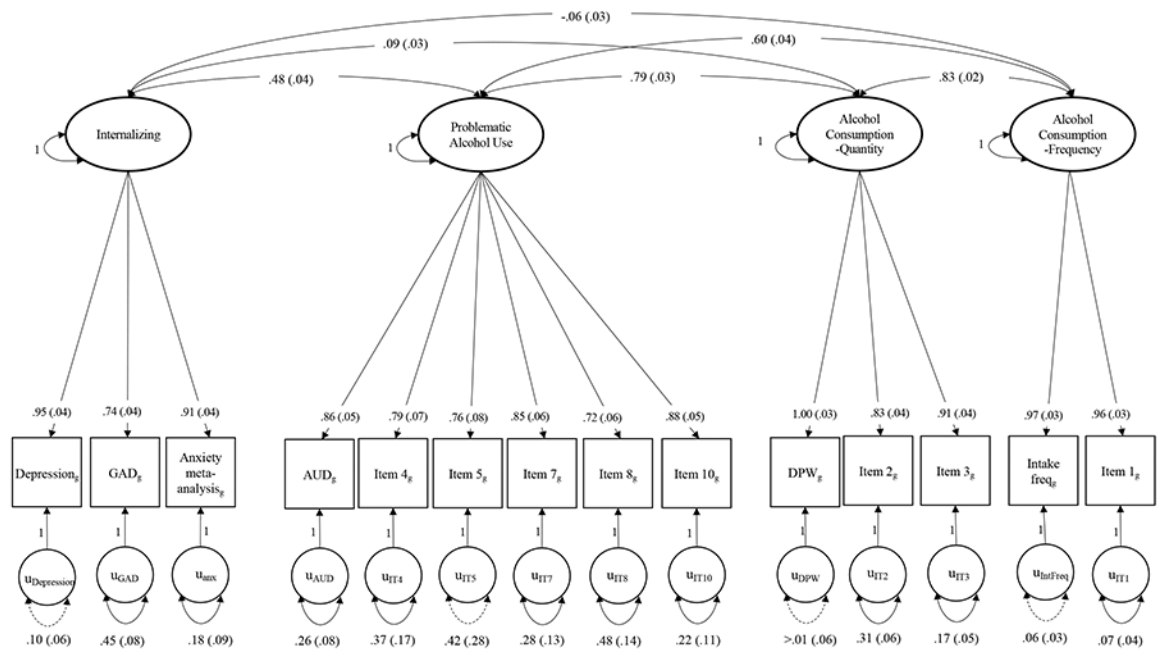 -.06 (.03)
.09 (.03)
.60 (.04)
.48 (.04)
.79 (.03)
.83 (.02)
Internalizing
Problematic
Alcohol Use
Alcohol
Consumption
-Quantity
Alcohol
Consumption
-Frequency
1
1
1
1
.95 (.04)
.74 (.04)
.91 (.04)
.86 (.05)
.79 (.07)
.76 (.08)
.85 (.06)
.72 (.06)
.88 (.05)
1.00 (.03)
.83 (.04)
.91 (.04)
.97 (.03)
.96 (.03)
Depressiong
GADg
Anxiety
meta-
analysisg
AUDg
Item 4g
Item 5g
Item 7g
Item 8g
Item 10g
DPWg
Item 2g
Item 3g
Intake
freqg
Item 1g
1
1
1
1
1
1
1
1
1
1
1
1
1
1
uDepression
uGAD
uanx
uAUD
uIT4
uIT5
uIT7
uIT8
uIT10
uDPW
uIT2
uIT3
uIntFreq
uIT1
.10 (.06)
.45 (.08)
.18 (.09)
.26 (.08)
.37 (.17)
.42 (.28)
.28 (.13)
.48 (.14)
.22 (.11)
>.01 (.06)
.31 (.06)
.17 (.05)
.06 (.03)
.07 (.04)